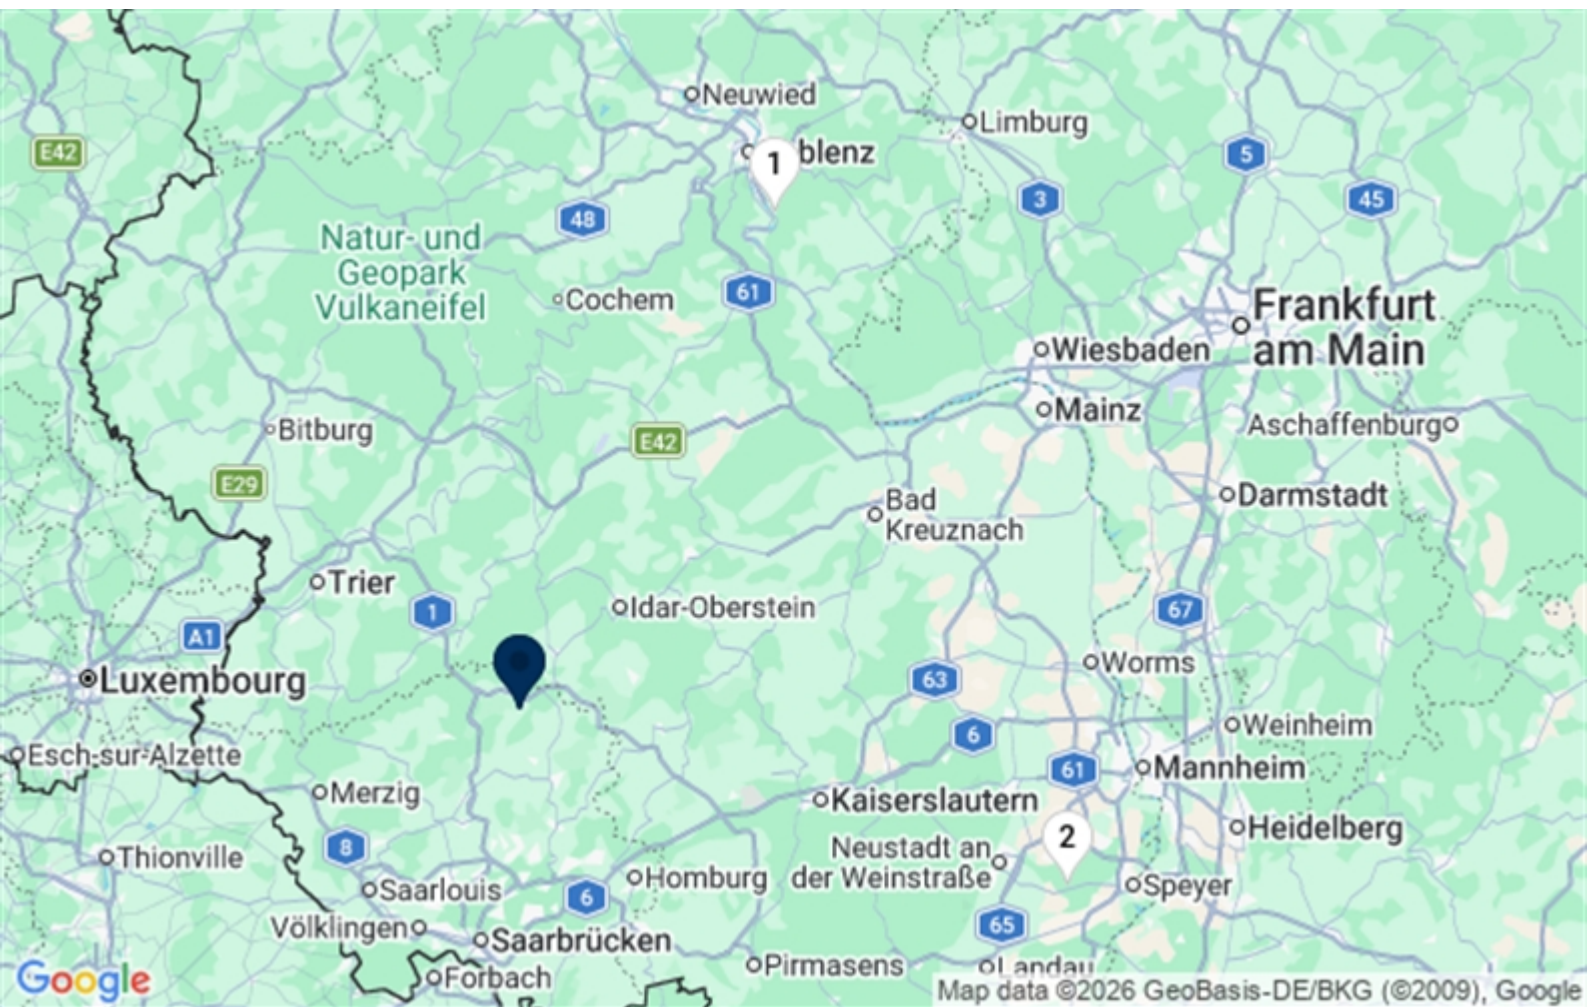 Neuwied
Limburg
E42
1
blenz
5
3
45
48
Natur- und
Geopark
Vulkaneifel
Cochem
61
Frankfurt
am Main
Wiesbaden
Mainz
Aschaffenburg
Bitburg
E42
E29
Darmstadt
Bad
Kreuznach
Trier
1
Idar-Oberstein
67
A1
Luxembourg
Worms
63
Weinheim
6
Esch-sur-Alzette
61
Mannheim
Merzig
Kaiserslautern
Heidelberg
2
8
Neustadt an
der Weinstraße
Thionville
Homburg
Speyer
Saarlouis
6
65
Völklingen
Saarbrücken
Pirmasens
Landau
Forbach
Google
Map data ©2026 GeoBasis-DE/BKG (©2009), Google